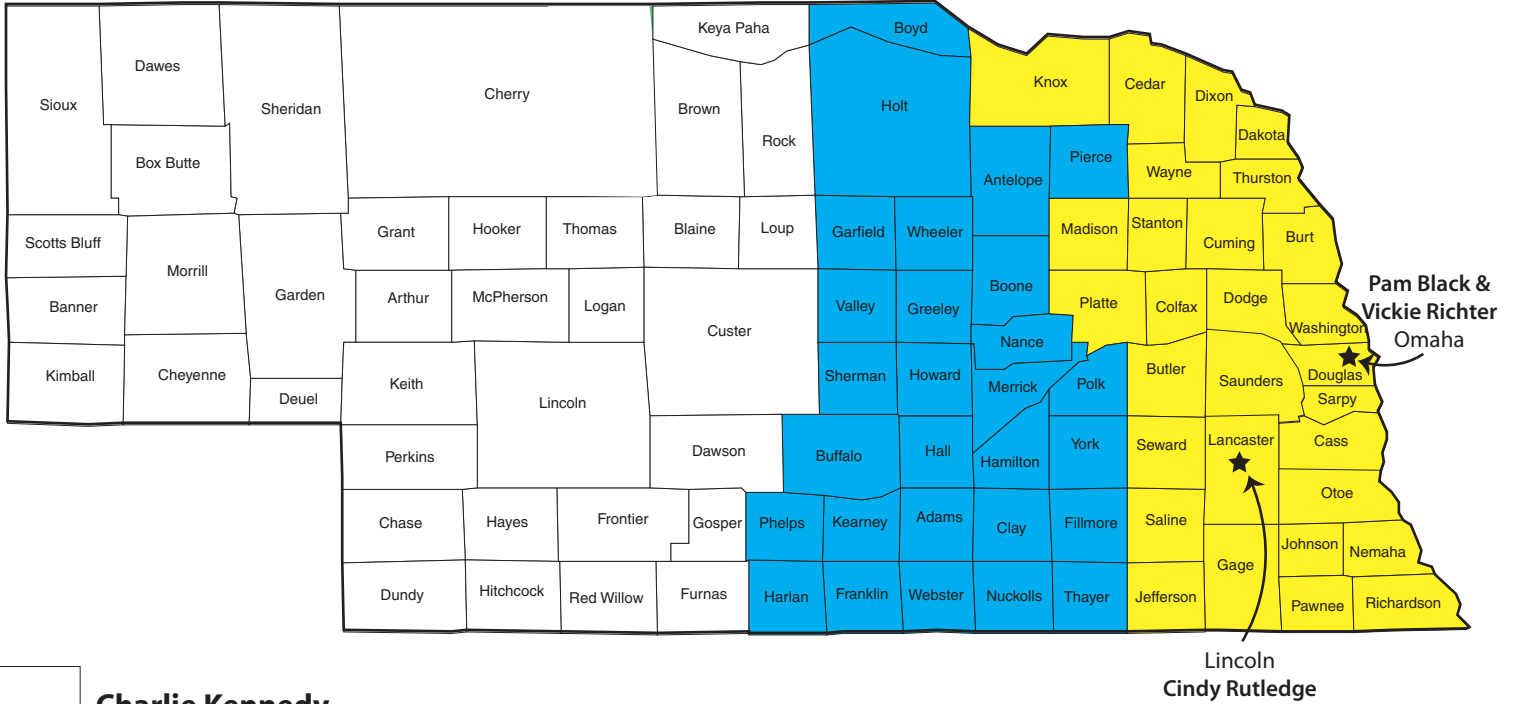 Keya Paha
Boyd
Dawes
Knox
Cedar
Dixon
Sioux
Sheridan
Cherry
Brown
Holt
Rock
Dakota
Box Butte
Pierce
Wayne
Antelope
Thurston
Scotts Bluff
Grant
Hooker
Thomas
Blaine
Loup
Garfield
Wheeler
Madison
Stanton
Cuming
Burt
Morrill
Garden
Boone
Banner
Arthur
McPherson
Logan
Valley
Greeley
Platte
Colfax
Dodge
Pam Black &
Vickie Richter
Omaha
Custer
Washington
Nance
Kimball
Cheyenne
Keith
Sherman
Howard
Merrick
Polk
Butler
Saunders
Douglas
Deuel
Lincoln
Sarpy
Perkins
Dawson
Buffalo
Hall
Hamilton
York
Seward
Lancaster
Cass
Chase
Hayes
Frontier
Gosper
Phelps
Kearney
Adams
Clay
Fillmore
Saline
Otoe
Johnson
Nemaha
Gage
Dundy
Hitchcock
Red Willow
Furnas
Harlan
Franklin
Webster
Nuckolls
Thayer
Jefferson
Pawnee
Richardson
Lincoln
Cindy Rutledge
Charlie Kennedy